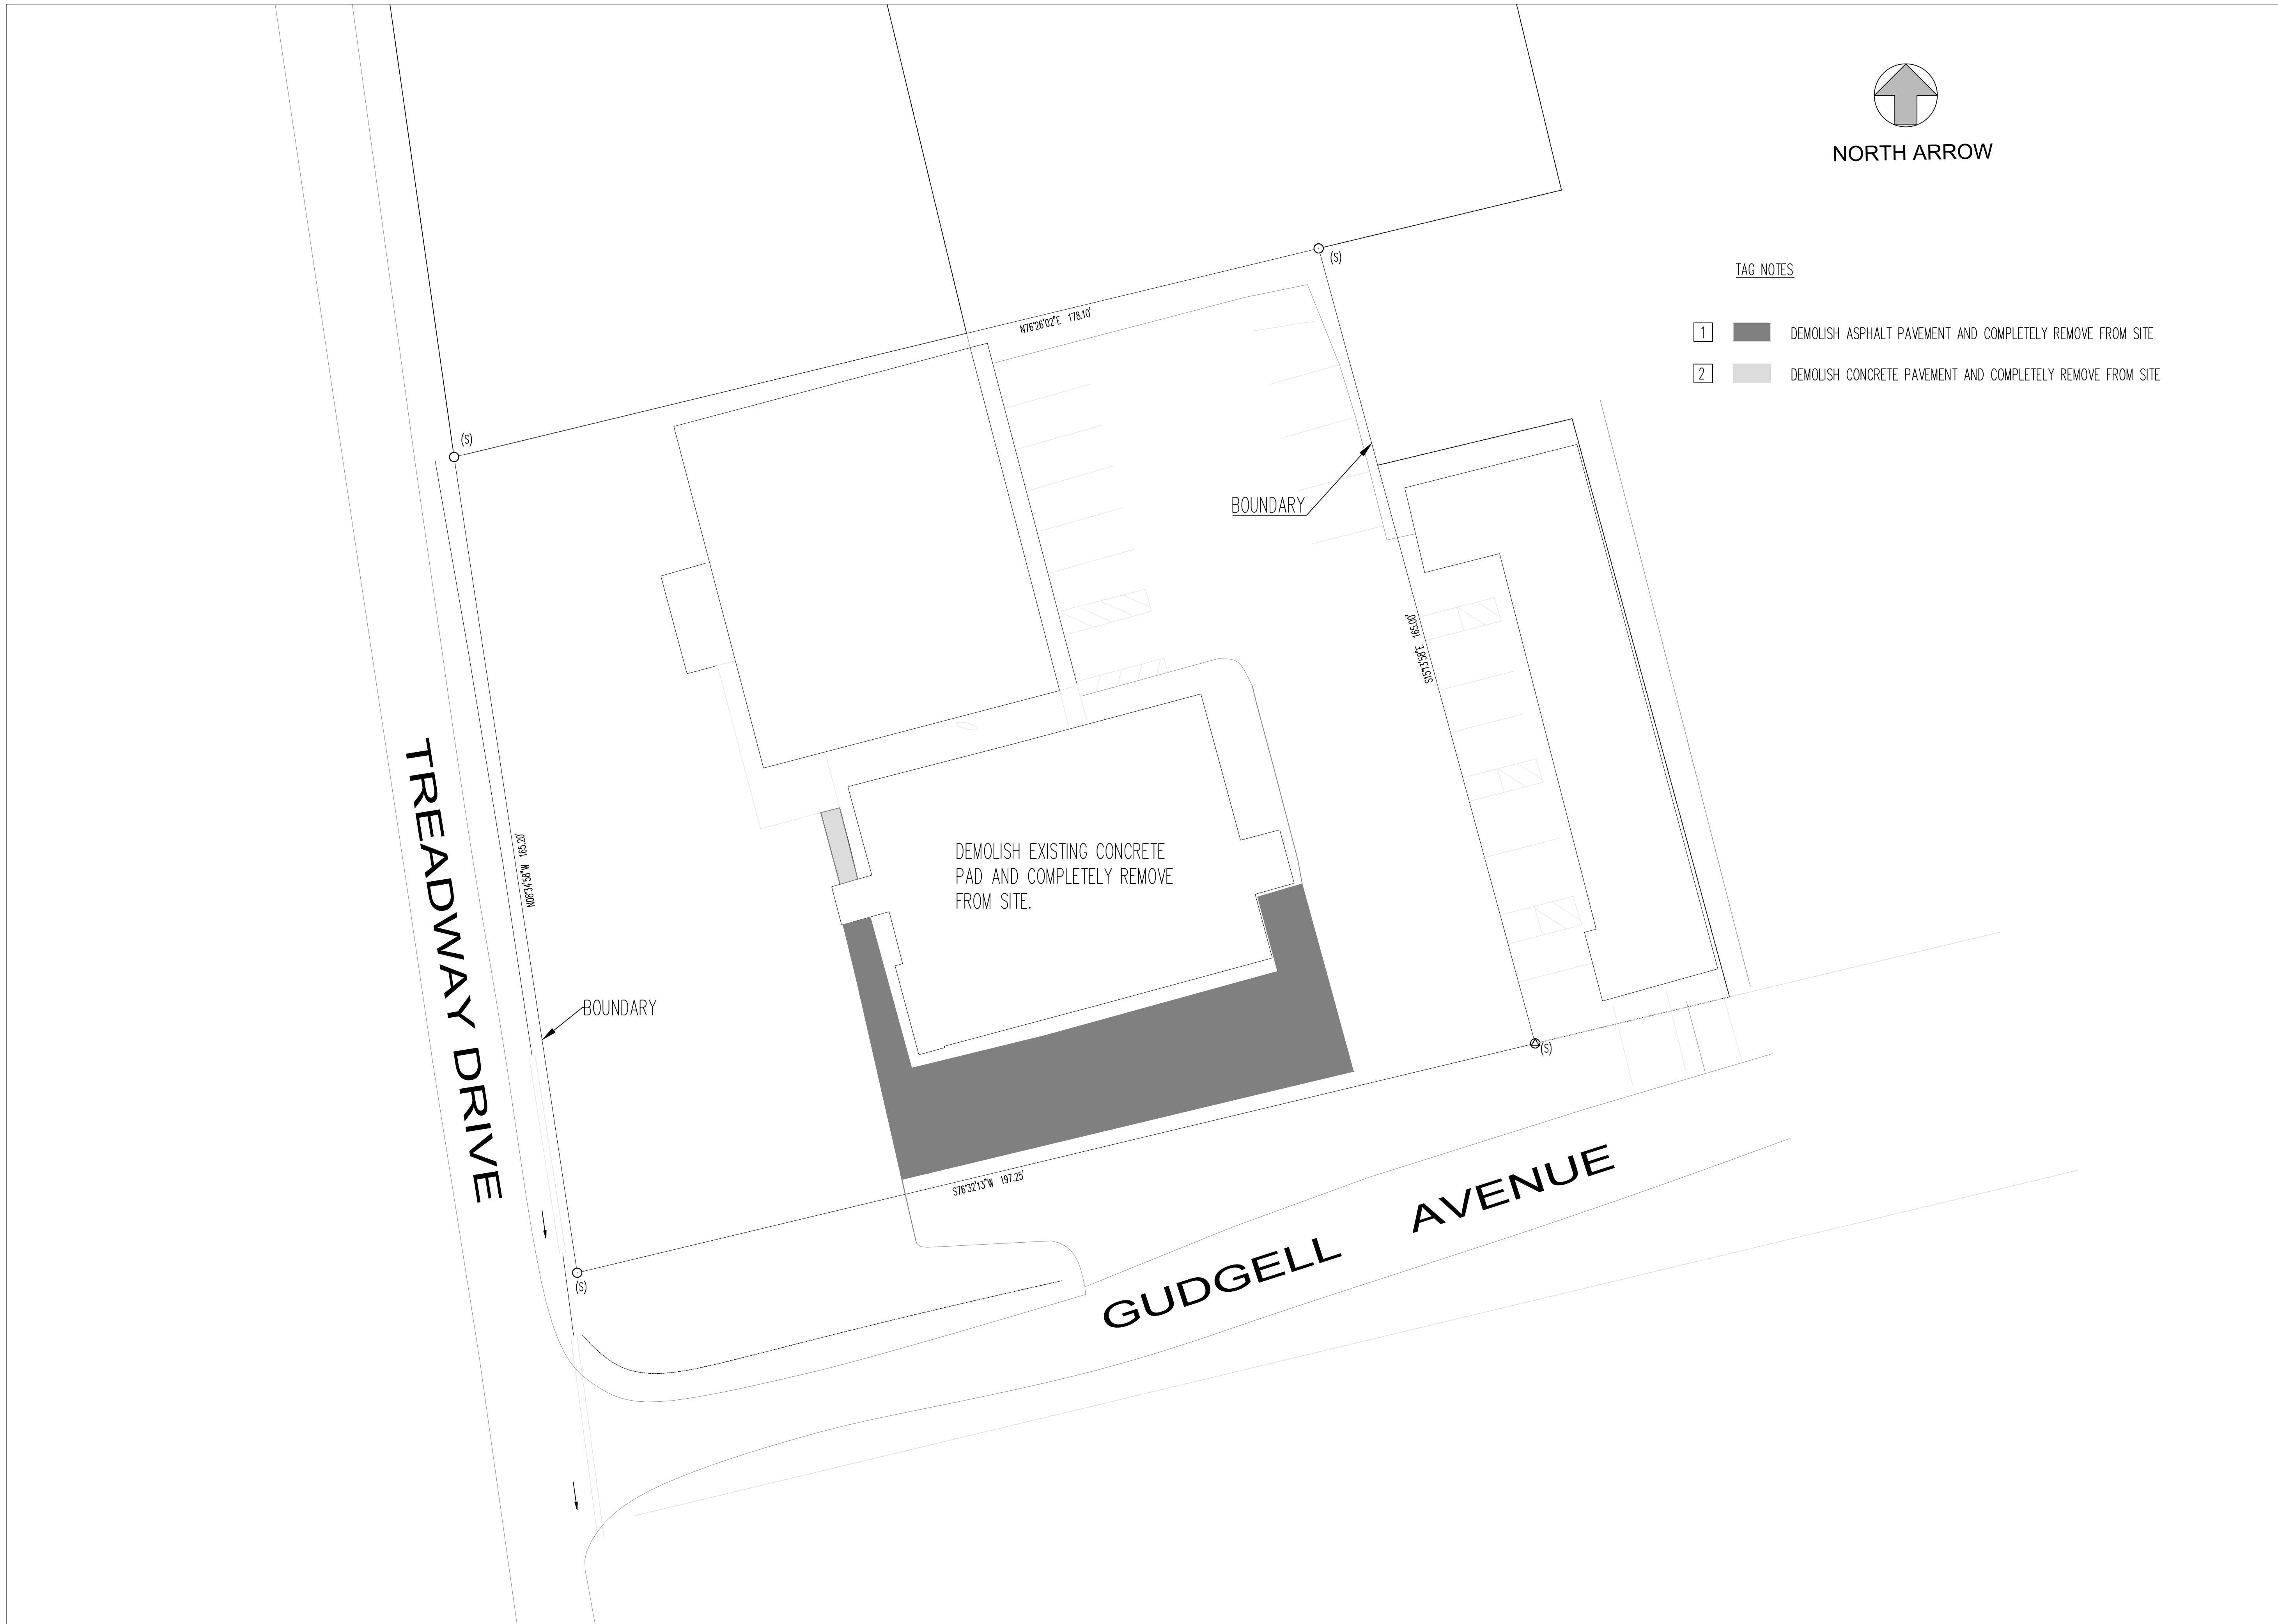 NORTH ARROW
TAG NOTES
1 DEMOLISH ASPHALT PAVEMENT AND COMPLETELY REMOVE FROM SITE
2 DEMOLISH CONCRETE PAVEMENT AND COMPLETELY REMOVE FROM SITE
(S)
N76°26'02"E 178.10'
(S)
BOUNDARY
S15°13'58"E 165.00'
TREADWAY DRIVE
N08°34'58"W 165.20'
DEMOLISH EXISTING CONCRETE
PAD AND COMPLETELY REMOVE
FROM SITE.
BOUNDARY
(S)
S76°32'13"W 197.25'
GUDGELL AVENUE
(S)